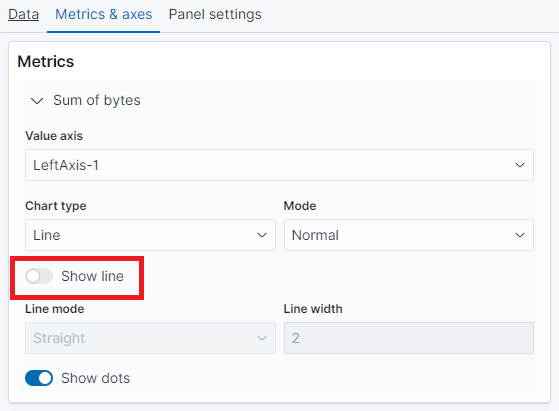 Data Metrics & axes Panel settings
Metrics
Sum of bytes
Value axis
LeftAxis-1
Chart type Mode
Line Normal
Show line
Line mode Line width
Straight 2
Show dots